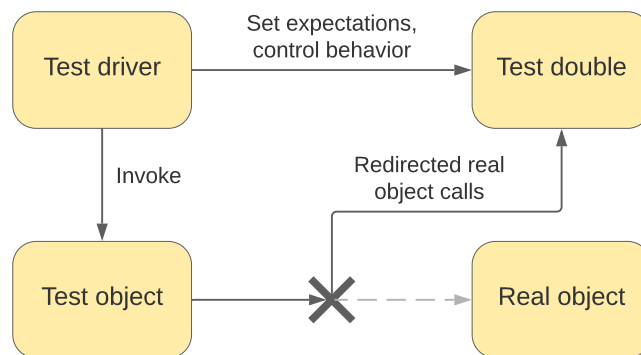 Set expectations,
control behavior
Test driver
Test double
Invoke
Redirected real
object calls
Test object
Real object